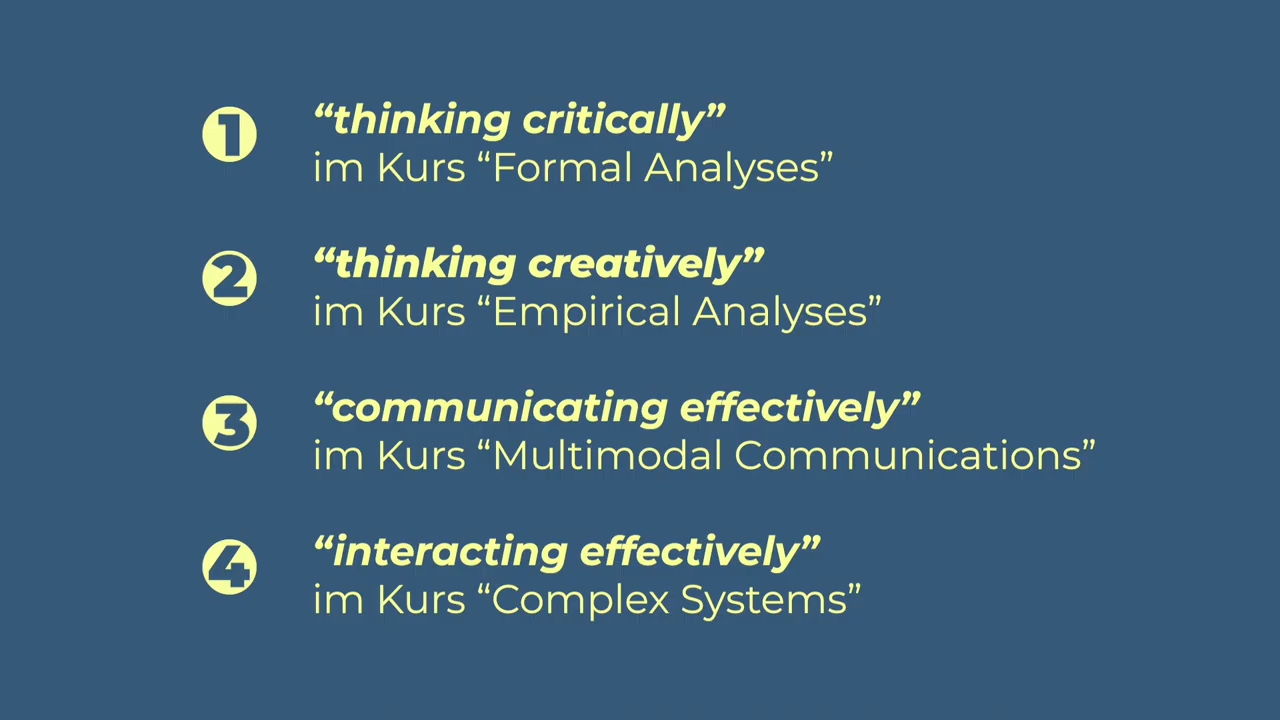 1 “thinking critically”
im Kurs “Formal Analyses”
2 “thinking creatively”
im Kurs “Empirical Analyses”
3 “communicating effectively”
im Kurs “Multimodal Communications”
4 “interacting effectively”
im Kurs “Complex Systems”